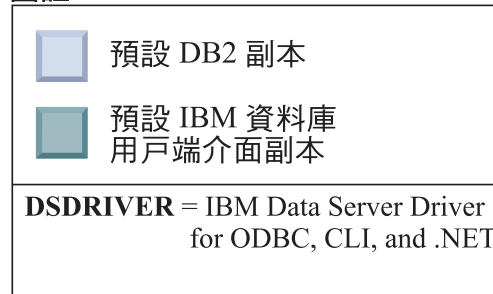 預設 DB2 副本
預設 IBM 資料庫
用戶端介面副本
DSDRIVER = IBM Data Server Driver
for ODBC, CLI, and .NET